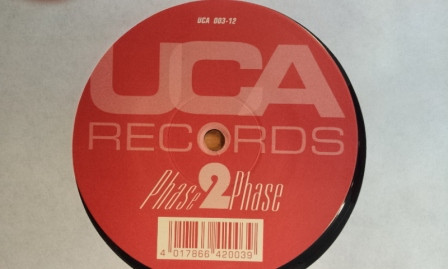 UCA 003-12
UCA
RECORDS
Phase 2 Phase
4 017866 420039